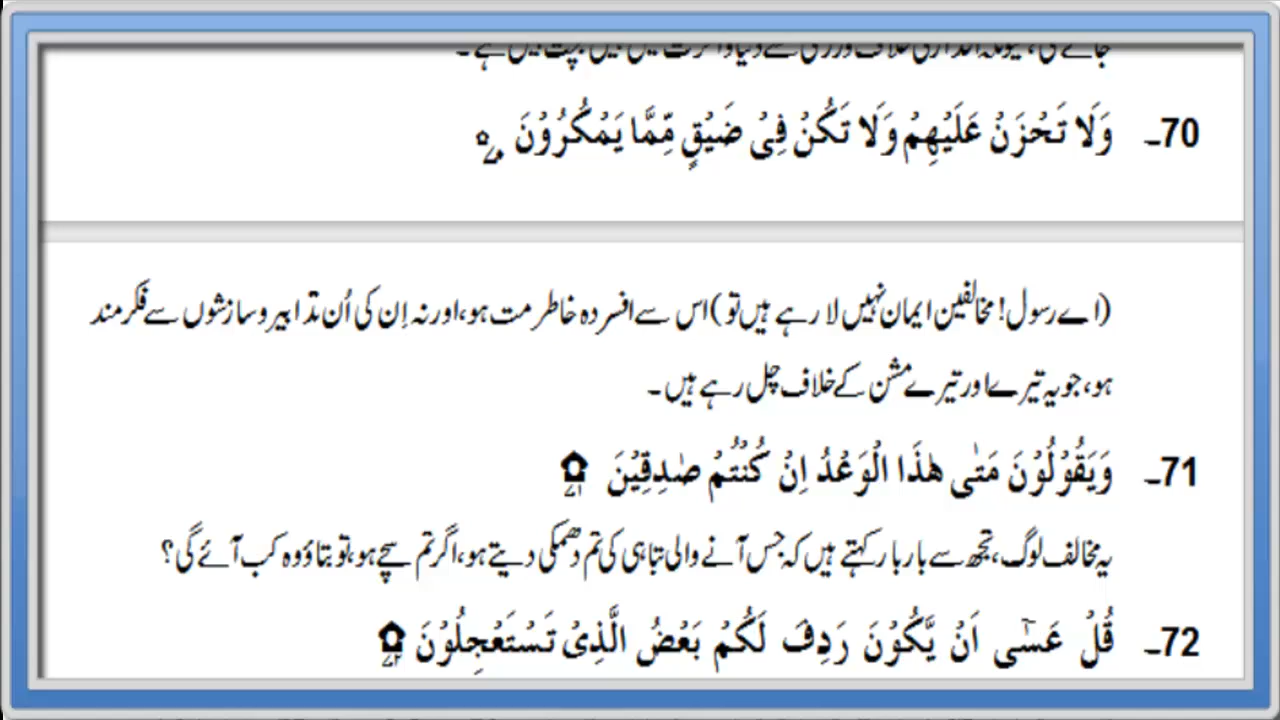 70۔ وَلَا تَحْزَنْ عَلَيْهِمْ وَلَا تَكُنْ فِىْ ضَيْقٍ مِّمَّا يَمْكُرُوْنَ
(اے رسول! مخالفین ایمان نہیں لا رہے ہیں تو) اس سے افسردہ خاطر مت ہو، اور نہ اِن کی اُن تدابیر و سازشوں سے فکر مند
ہو، جو یہ تیرے اور تیرے مشن کے خلاف چل رہے ہیں۔
71۔ وَيَقُوْلُوْنَ مَتٰى هٰذَا الْوَعْدُ اِنْ كُنْتُمْ صٰدِقِيْنَ
یہ مخالف لوگ، تجھ سے بار بار کہتے ہیں کہ جس آنے والی تباہی کی تم دھمکی دیتے ہو، اگر تم سچے ہو، تو بتاؤ وہ کب آئے گی؟
72۔ قُلْ عَسٰٓى اَنْ يَّكُوْنَ رَدِفَ لَكُمْ بَعْضُ الَّذِىْ تَسْتَعْجِلُوْنَ